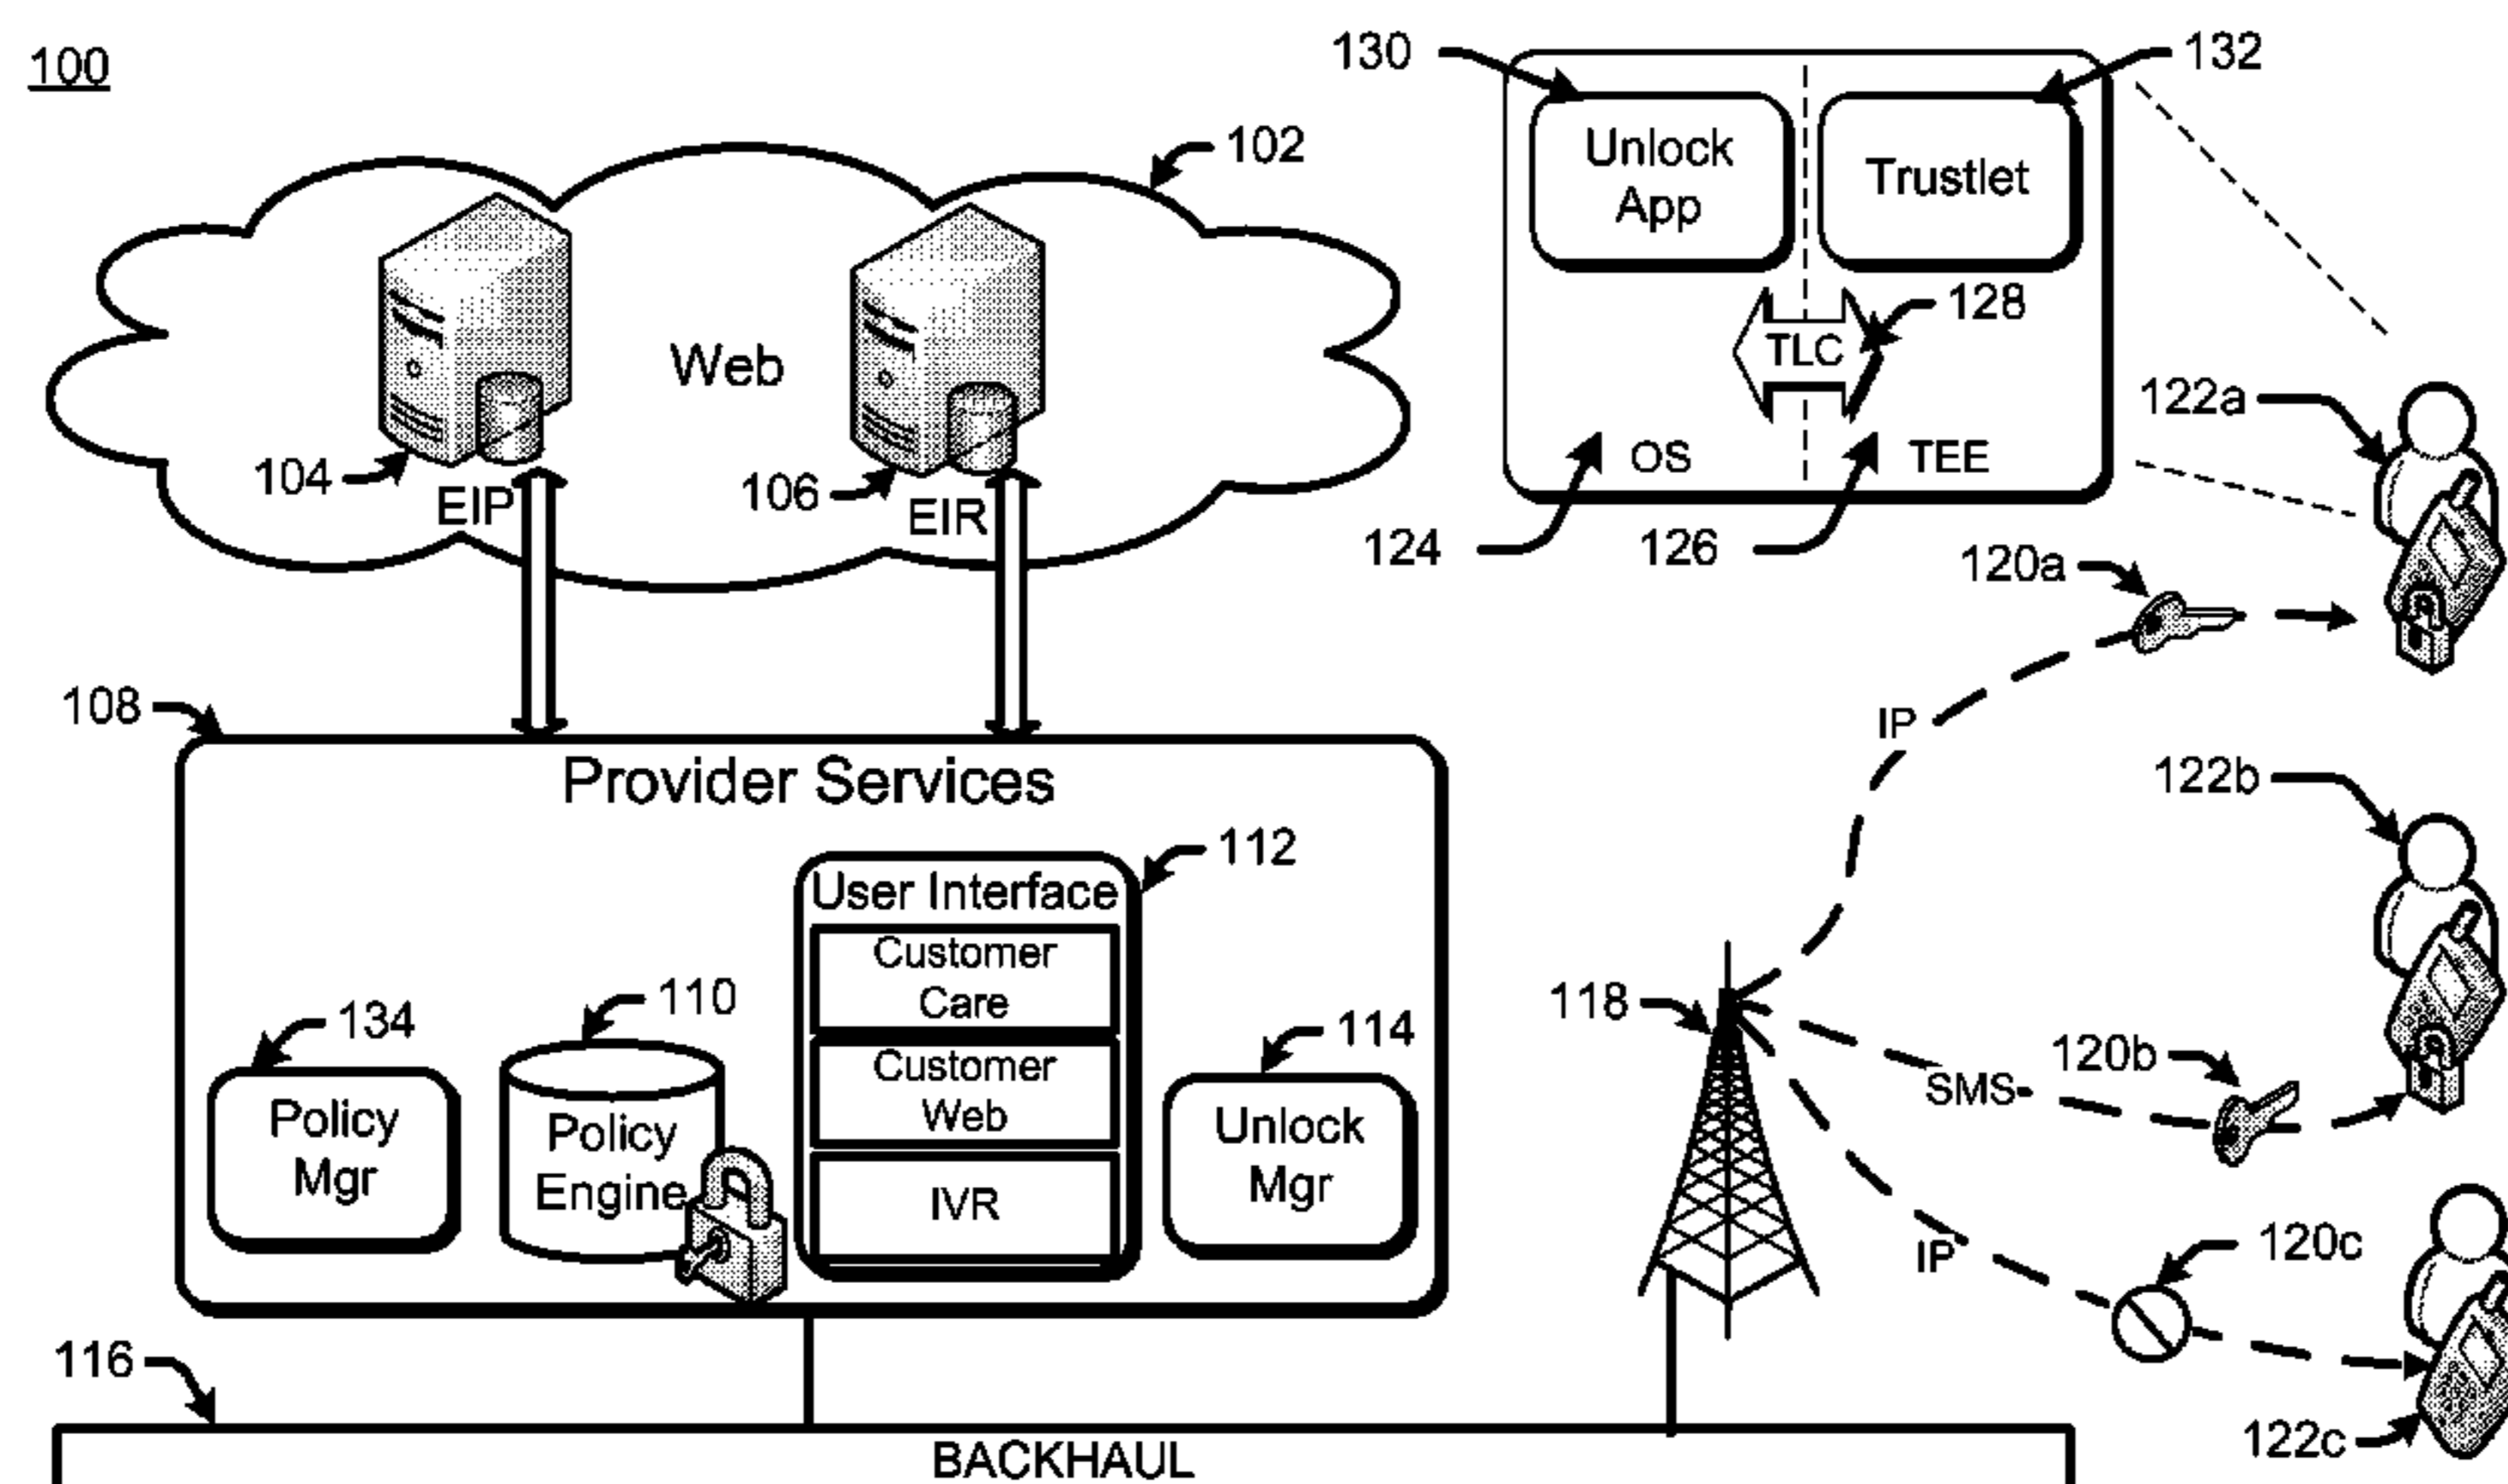 100
130
132
102
Unlock
App
Trustlet
128
TLC
Web
122a
104
106
OS
TEE
EIP
EIR
124
126
120a
108
IP
Provider Services
122b
112
User Interface
Customer
Care
134
110
118
114
120b
Customer
Web
SMS
Policy
Mgr
Policy
Engine
Unlock
Mgr
IVR
IP
120c
116
122c
BACKHAUL